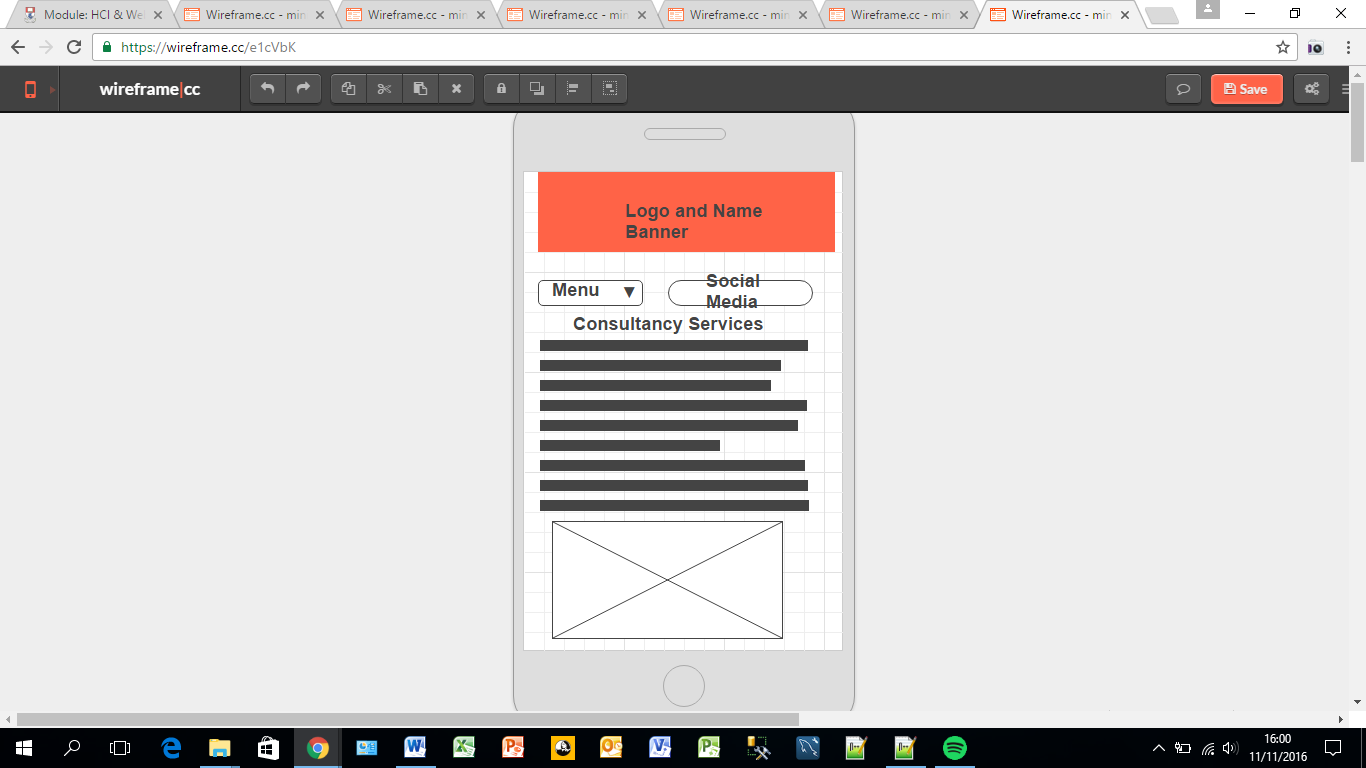 Module: HCI & We
Wireframe.cc - min
Wireframe.cc - min
Wireframe.cc - min
Wireframe.cc - min
Wireframe.cc - min
Wireframe.cc - min
https://wireframe.cc/e1cVbK
wireframe|cc
Save
Logo and Name
Banner
Menu
Social
Media
Consultancy Services
16:00
11/11/2016